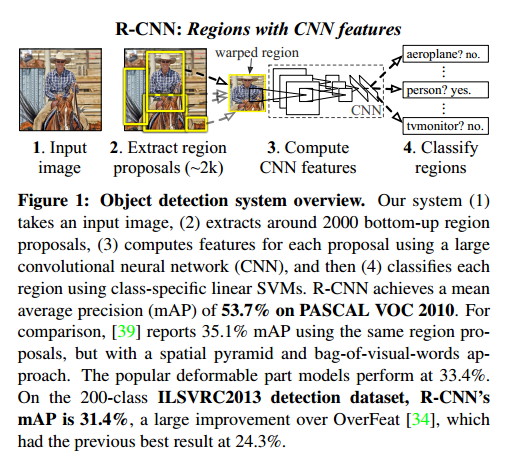 R-CNN: Regions with CNN features
warped region
aeroplane? no.
⋮
person? yes.
⋮
tvmonitor? no.
CNN
1. Input
image
2. Extract region
proposals (~2k)
3. Compute
CNN features
4. Classify
regions
Figure 1: Object detection system overview. Our system (1)
takes an input image, (2) extracts around 2000 bottom-up region
proposals, (3) computes features for each proposal using a large
convolutional neural network (CNN), and then (4) classifies each
region using class-specific linear SVMs. R-CNN achieves a mean
average precision (mAP) of 53.7% on PASCAL VOC 2010. For
comparison, [39] reports 35.1% mAP using the same region pro-
posals, but with a spatial pyramid and bag-of-visual-words ap-
proach. The popular deformable part models perform at 33.4%.
On the 200-class ILSVRC2013 detection dataset, R-CNN's
mAP is 31.4%, a large improvement over OverFeat [34], which
had the previous best result at 24.3%.